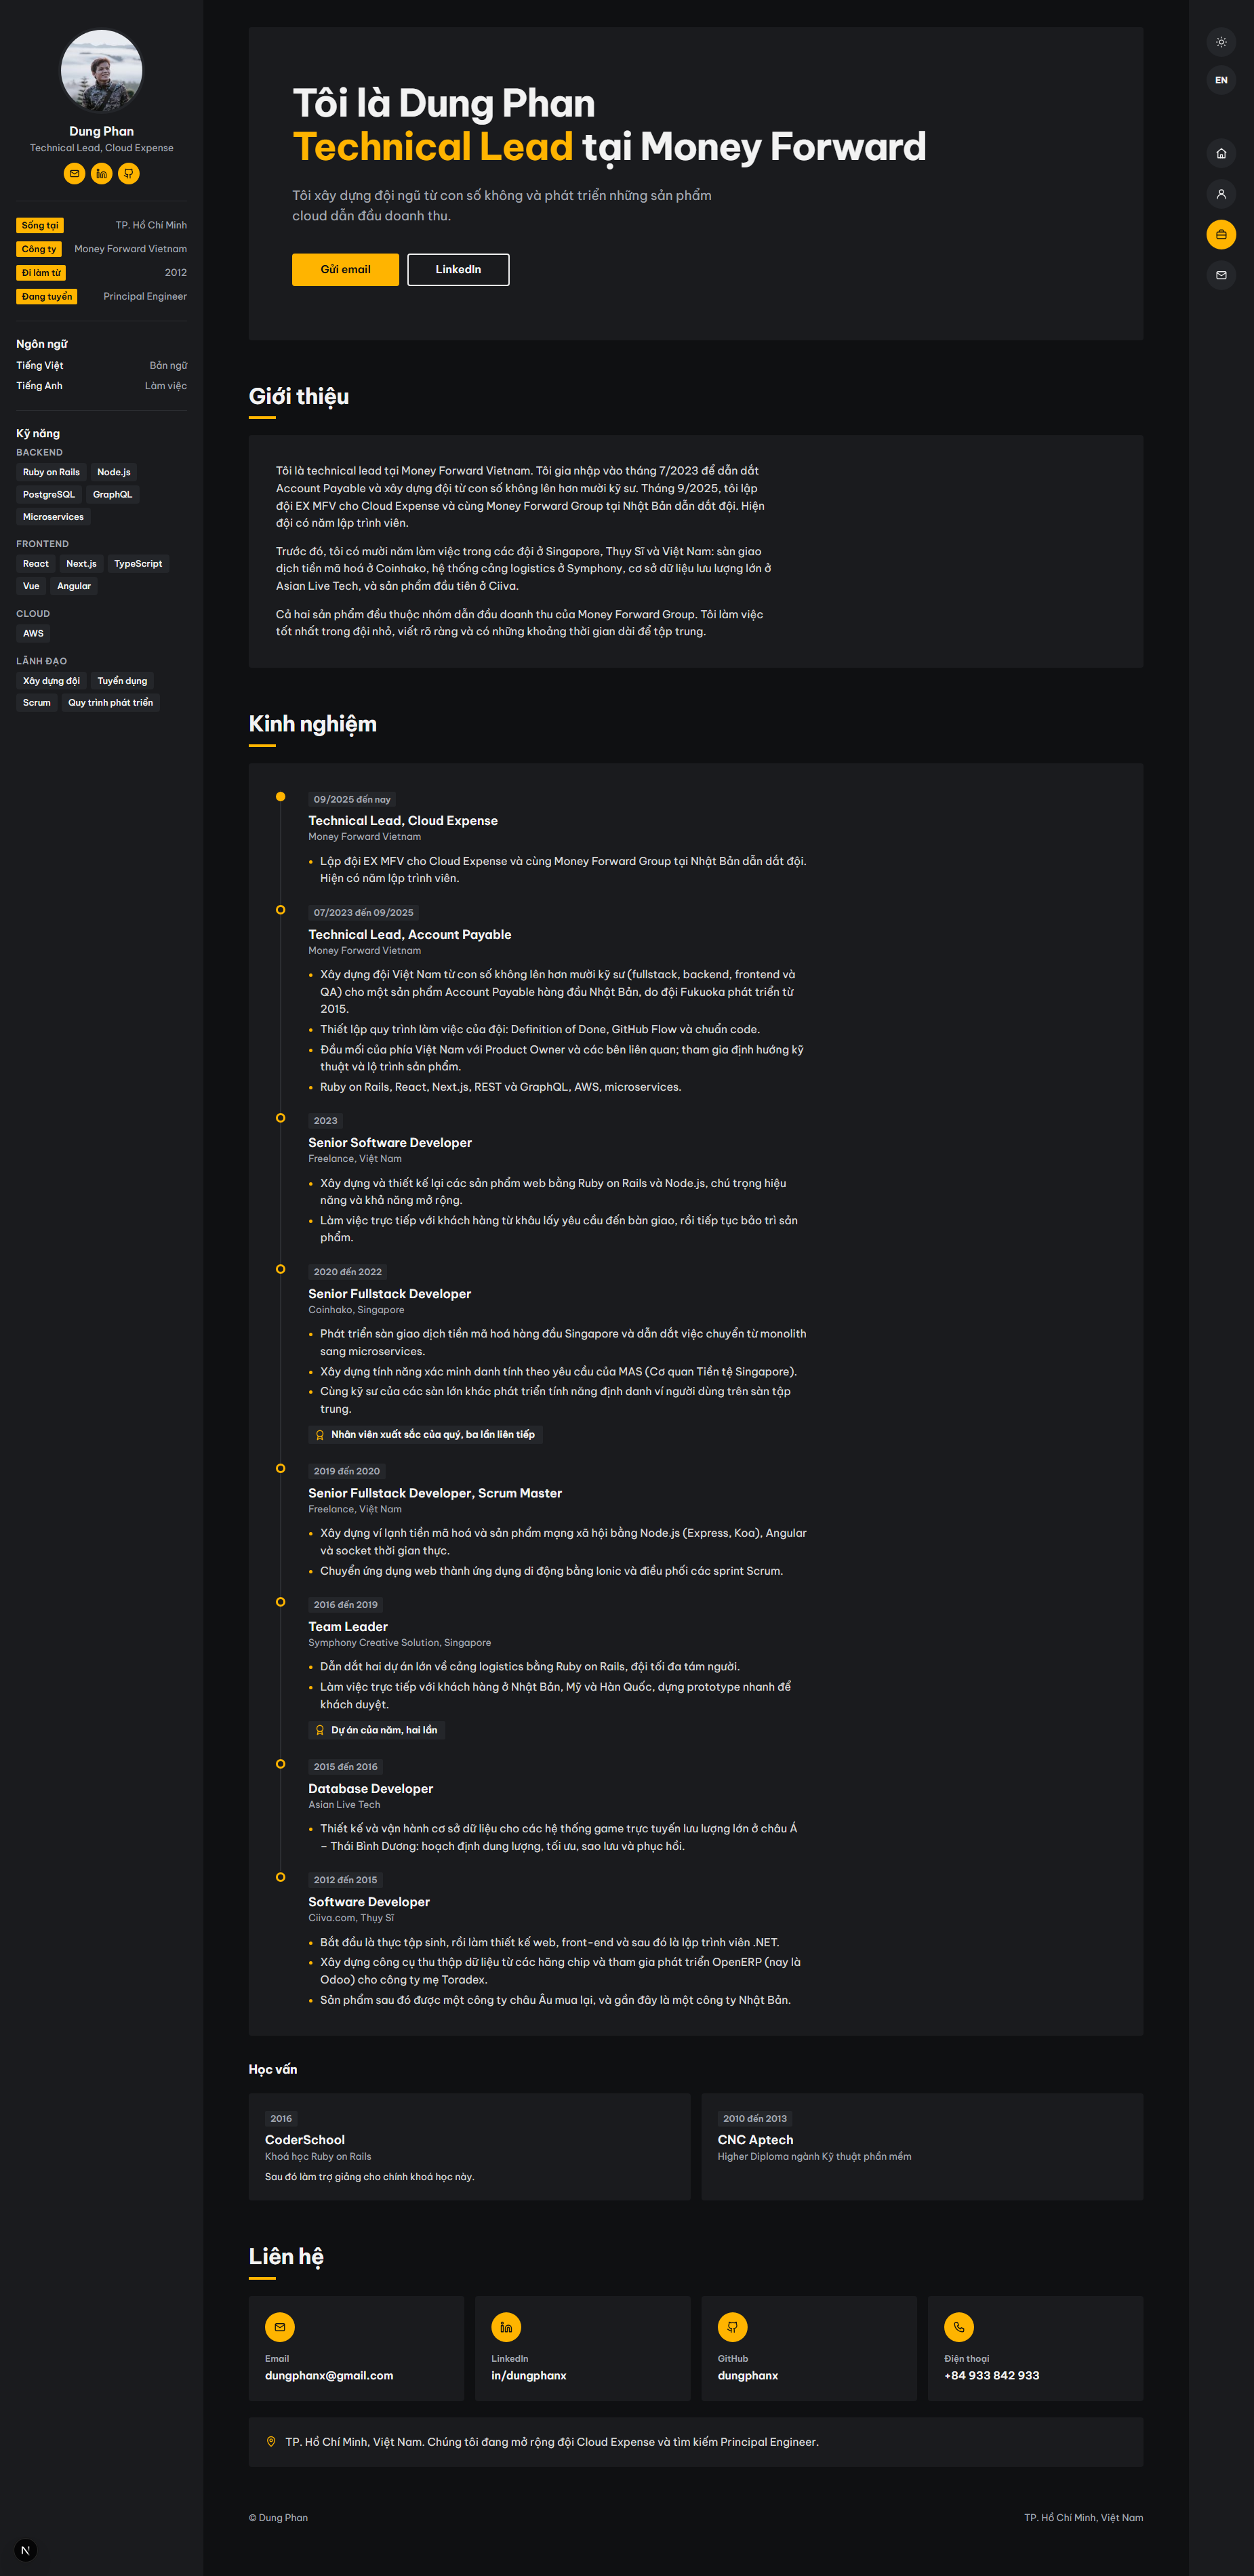 Dung Phan
Technical Lead, Cloud Expense
Sống tại
TP. Hồ Chí Minh
Công ty
Money Forward Vietnam
Đi làm từ
2012
Đang tuyển
Principal Engineer
Ngôn ngữ
Tiếng Việt
Bản ngữ
Tiếng Anh
Làm việc
Kỹ năng
BACKEND
Ruby on Rails
Node.js
PostgreSQL
GraphQL
Microservices
FRONTEND
React
Next.js
TypeScript
Vue
Angular
CLOUD
AWS
LÃNH ĐẠO
Xây dựng đội
Tuyển dụng
Scrum
Quy trình phát triển
Tôi là Dung Phan
Technical Lead tại Money Forward
Tôi xây dựng đội ngũ từ con số không và phát triển những sản phẩm
cloud dẫn đầu doanh thu.
Gửi email
LinkedIn
Giới thiệu
Tôi là technical lead tại Money Forward Vietnam. Tôi gia nhập vào tháng 7/2023 để dẫn dắt
Account Payable và xây dựng đội từ con số không lên hơn mười kỹ sư. Tháng 9/2025, tôi lập
đội EX MFV cho Cloud Expense và cùng Money Forward Group tại Nhật Bản dẫn dắt đội. Hiện
đội có năm lập trình viên.
Trước đó, tôi có mười năm làm việc trong các đội ở Singapore, Thụy Sĩ và Việt Nam: sàn giao
dịch tiền mã hoá ở Coinhako, hệ thống cảng logistics ở Symphony, cơ sở dữ liệu lưu lượng lớn ở
Asian Live Tech, và sản phẩm đầu tiên ở Ciiva.
Cả hai sản phẩm đều thuộc nhóm dẫn đầu doanh thu của Money Forward Group. Tôi làm việc
tốt nhất trong đội nhỏ, viết rõ ràng và có những khoảng thời gian dài để tập trung.
Kinh nghiệm
09/2025 đến nay
Technical Lead, Cloud Expense
Money Forward Vietnam
Lập đội EX MFV cho Cloud Expense và cùng Money Forward Group tại Nhật Bản dẫn dắt đội.
Hiện có năm lập trình viên.
07/2023 đến 09/2025
Technical Lead, Account Payable
Money Forward Vietnam
Xây dựng đội Việt Nam từ con số không lên hơn mười kỹ sư (fullstack, backend, frontend và
QA) cho một sản phẩm Account Payable hàng đầu Nhật Bản, do đội Fukuoka phát triển từ
2015.
Thiết lập quy trình làm việc của đội: Definition of Done, GitHub Flow và chuẩn code.
Đầu mối của phía Việt Nam với Product Owner và các bên liên quan; tham gia định hướng kỹ
thuật và lộ trình sản phẩm.
Ruby on Rails, React, Next.js, REST và GraphQL, AWS, microservices.
2023
Senior Software Developer
Freelance, Việt Nam
Xây dựng và thiết kế lại các sản phẩm web bằng Ruby on Rails và Node.js, chú trọng hiệu
năng và khả năng mở rộng.
Làm việc trực tiếp với khách hàng từ khâu lấy yêu cầu đến bàn giao, rồi tiếp tục bảo trì sản
phẩm.
2020 đến 2022
Senior Fullstack Developer
Coinhako, Singapore
Phát triển sàn giao dịch tiền mã hoá hàng đầu Singapore và dẫn dắt việc chuyển từ monolith
sang microservices.
Xây dựng tính năng xác minh danh tính theo yêu cầu của MAS (Cơ quan Tiền tệ Singapore).
Cùng kỹ sư của các sàn lớn khác phát triển tính năng định danh ví người dùng trên sàn tập
trung.
Nhân viên xuất sắc của quý, ba lần liên tiếp
2019 đến 2020
Senior Fullstack Developer, Scrum Master
Freelance, Việt Nam
Xây dựng ví lạnh tiền mã hoá và sản phẩm mạng xã hội bằng Node.js (Express, Koa), Angular
và socket thời gian thực.
Chuyển ứng dụng web thành ứng dụng di động bằng Ionic và điều phối các sprint Scrum.
2016 đến 2019
Team Leader
Symphony Creative Solution, Singapore
Dẫn dắt hai dự án lớn về cảng logistics bằng Ruby on Rails, đội tối đa tám người.
Làm việc trực tiếp với khách hàng ở Nhật Bản, Mỹ và Hàn Quốc, dựng prototype nhanh để
khách duyệt.
Dự án của năm, hai lần
2015 đến 2016
Database Developer
Asian Live Tech
Thiết kế và vận hành cơ sở dữ liệu cho các hệ thống game trực tuyến lưu lượng lớn ở châu Á
– Thái Bình Dương: hoạch định dung lượng, tối ưu, sao lưu và phục hồi.
2012 đến 2015
Software Developer
Ciiva.com, Thụy Sĩ
Bắt đầu là thực tập sinh, rồi làm thiết kế web, front-end và sau đó là lập trình viên .NET.
Xây dựng công cụ thu thập dữ liệu từ các hãng chip và tham gia phát triển OpenERP (nay là
Odoo) cho công ty mẹ Toradex.
Sản phẩm sau đó được một công ty châu Âu mua lại, và gần đây là một công ty Nhật Bản.
Học vấn
2016
CoderSchool
Khoá học Ruby on Rails
Sau đó làm trợ giảng cho chính khoá học này.
2010 đến 2013
CNC Aptech
Higher Diploma ngành Kỹ thuật phần mềm
Liên hệ
Email
dungphanx@gmail.com
LinkedIn
in/dungphanx
GitHub
dungphanx
Điện thoại
+84 933 842 933
TP. Hồ Chí Minh, Việt Nam. Chúng tôi đang mở rộng đội Cloud Expense và tìm kiếm Principal Engineer.
© Dung Phan
TP. Hồ Chí Minh, Việt Nam
EN
N